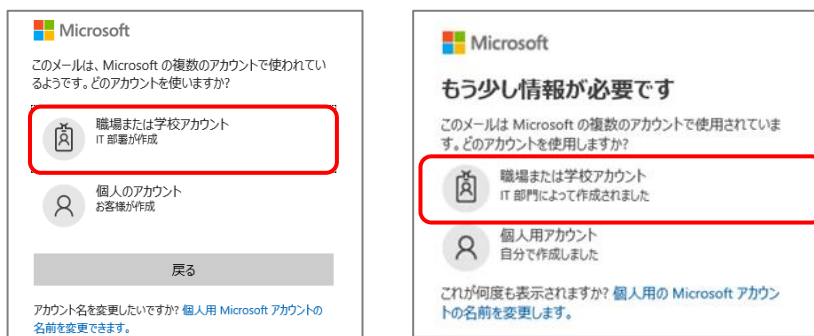 Microsoft
このメールは、Microsoft の複数のアカウントで使われてい
るようです。どのアカウントを使いますか?
職場または学校アカウント
IT 部署が作成
個人のアカウント
お客様が作成
戻る
アカウント名を変更したいですか? 個人用 Microsoft アカウントの
名前を変更できます。
Microsoft
もう少し情報が必要です
このメールは Microsoft の複数のアカウントで使用されていま
す。どのアカウントを使用しますか?
職場または学校アカウント
IT 部門によって作成されました
個人用アカウント
自分で作成しました
これが何度も表示されますか? 個人用の Microsoft アカウン
トの名前を変更します。